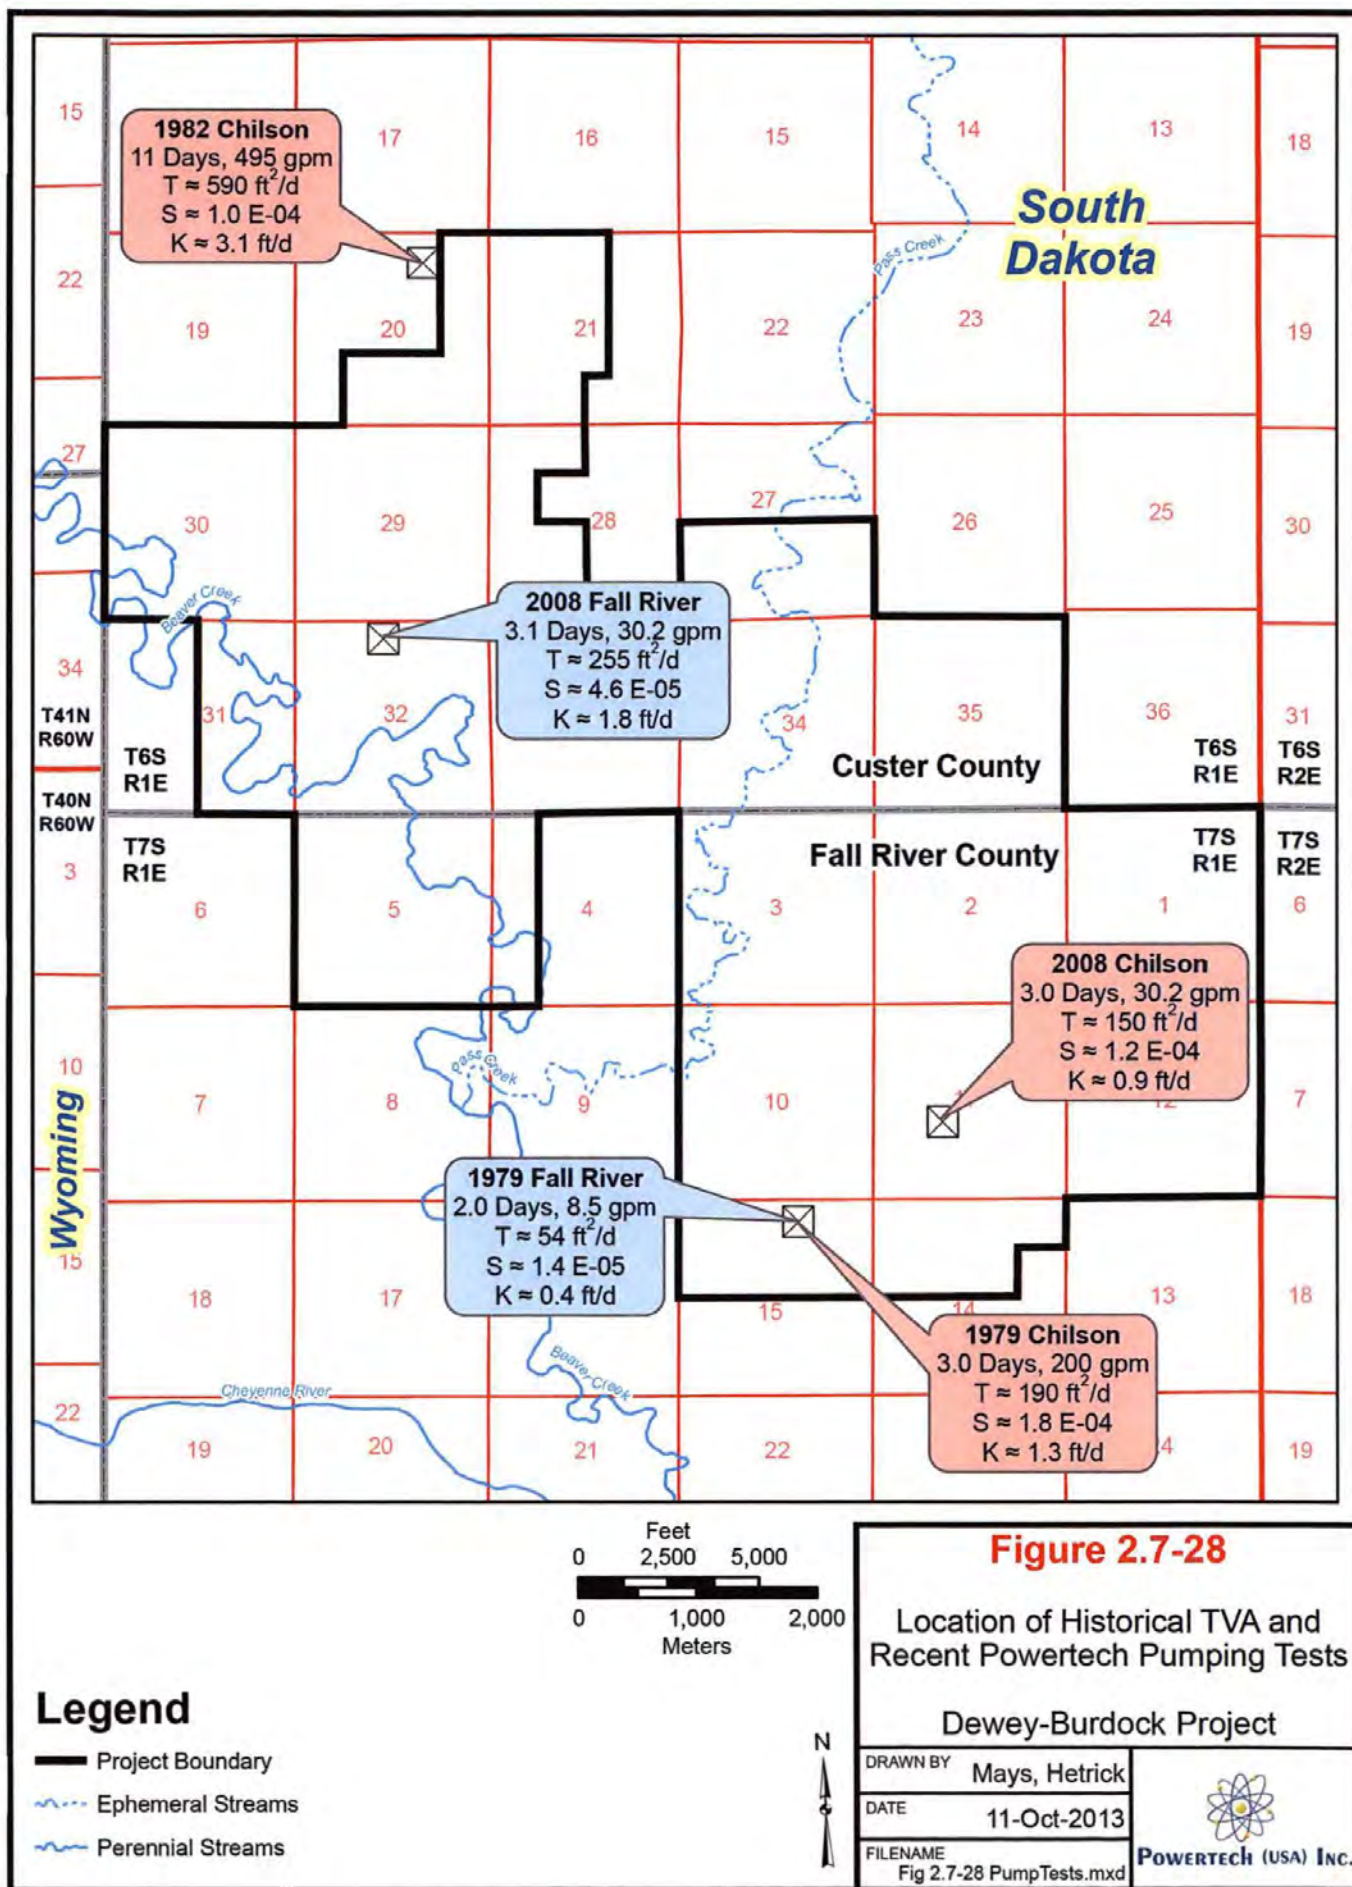 15
17
16
15
14
13
18
1982 Chilson
11 Days, 495 gpm
T ≈ 590 ft²/d
S ≈ 1.0 E-04
K ≈ 3.1 ft/d
South
Dakota
Pass Creek
22
19
20
21
22
23
24
19
27
30
29
28
27
26
25
30
Beaver Creek
2008 Fall River
3.1 Days, 30.2 gpm
T ≈ 255 ft²/d
S ≈ 4.6 E-05
K ≈ 1.8 ft/d
34
31
32
34
35
36
31
T41N
R60W
T6S
R1E
Custer County
T6S
R1E
T6S
R2E
T40N
R60W
T7S
R1E
Fall River County
T7S
R1E
T7S
R2E
3
6
5
4
3
2
1
6
2008 Chilson
3.0 Days, 30.2 gpm
T ≈ 150 ft²/d
S ≈ 1.2 E-04
K ≈ 0.9 ft/d
10
7
8
Pass Creek
9
10
12
7
Wyoming
1979 Fall River
2.0 Days, 8.5 gpm
T ≈ 54 ft²/d
S ≈ 1.4 E-05
K ≈ 0.4 ft/d
15
18
17
15
14
13
18
1979 Chilson
3.0 Days, 200 gpm
T ≈ 190 ft²/d
S ≈ 1.8 E-04
K ≈ 1.3 ft/d
Beaver Creek
Cheyenne River
22
19
20
21
22
4
19
Feet
0 2,500 5,000
0 1,000 2,000
Meters
Figure 2.7-28
Location of Historical TVA and
Recent Powertech Pumping Tests
Dewey-Burdock Project
Legend
Project Boundary
Ephemeral Streams
Perennial Streams
N
DRAWN BY Mays, Hetrick
DATE 11-Oct-2013
FILENAME
Fig 2.7-28 PumpTests.mxd
POWERTECH (USA) INC.